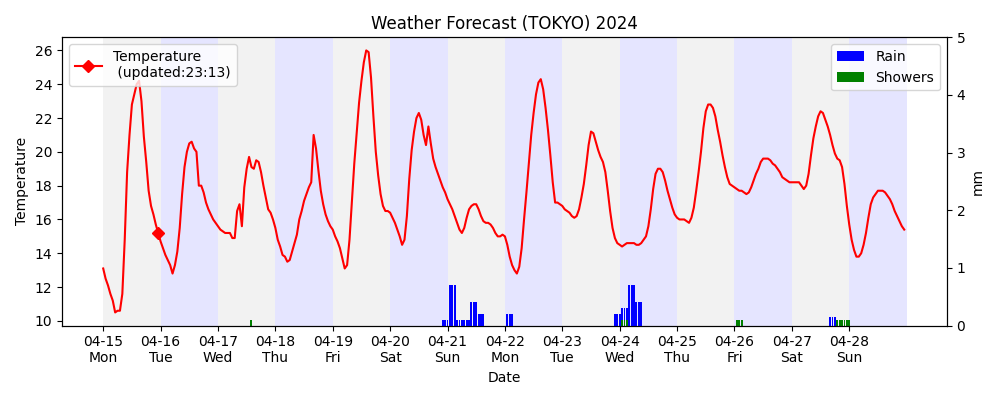 Weather Forecast (TOKYO) 2024
Temperature
(updated:23:13)
Rain
Showers
Temperature
26
24
22
20
18
16
14
12
10
5
4
3
2
1
0
mm
04-15 04-16 04-17 04-18 04-19 04-20 04-21 04-22 04-23 04-24 04-25 04-26 04-27 04-28
Mon Tue Wed Thu Fri Sat Sun Mon Tue Wed Thu Fri Sat Sun
Date